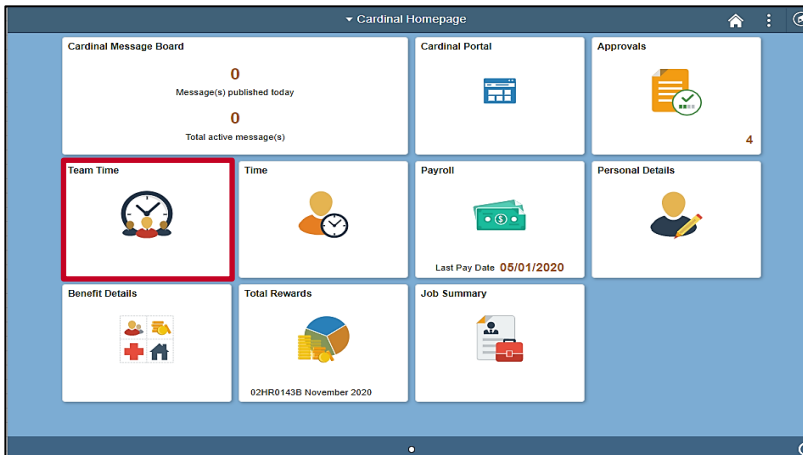 Cardinal Homepage
Cardinal Message Board
0
Message(s) published today
0
Total active message(s)
Cardinal Portal
Approvals
4
Team Time
Time
Payroll
Last Pay Date 05/01/2020
Personal Details
Benefit Details
Total Rewards
02HR0143B November 2020
Job Summary